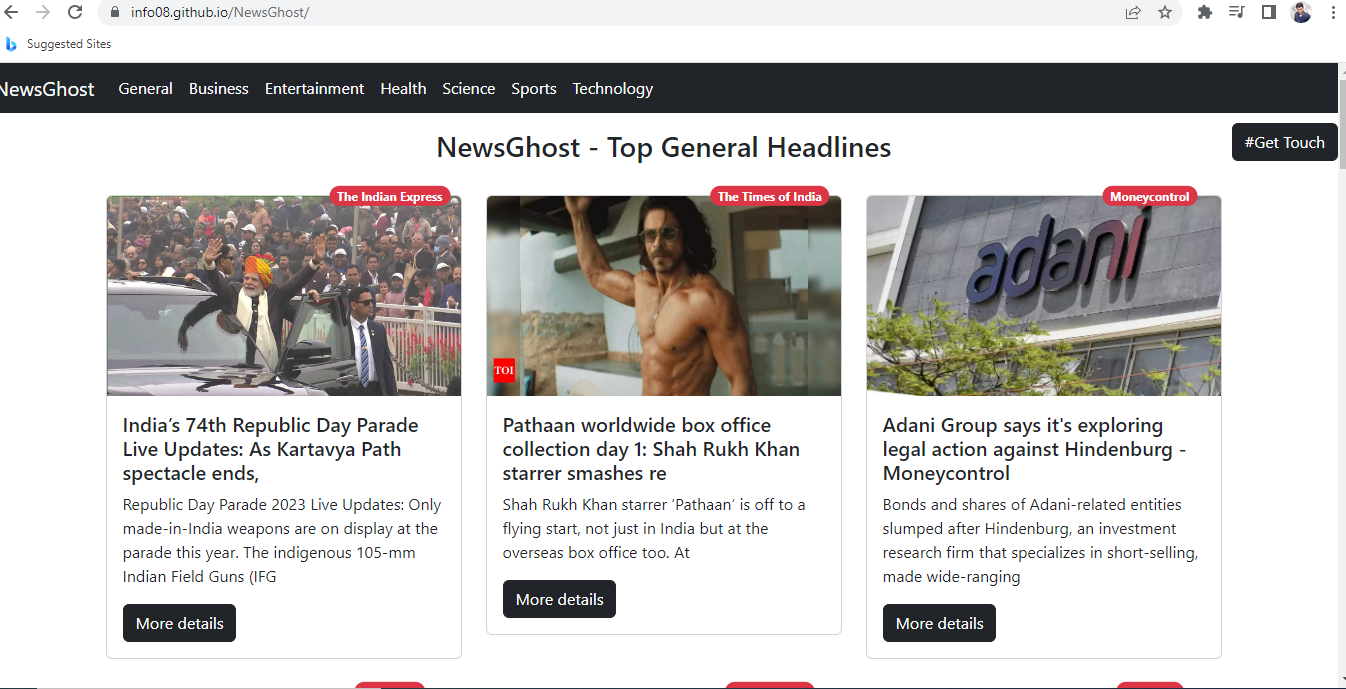 info08.github.io/NewsGhost/
Suggested Sites
NewsGhost General Business Entertainment Health Science Sports Technology
NewsGhost - Top General Headlines
#Get Touch
The Indian Express
India’s 74th Republic Day Parade
Live Updates: As Kartavya Path
spectacle ends,
Republic Day Parade 2023 Live Updates: Only
made-in-India weapons are on display at the
parade this year. The indigenous 105-mm
Indian Field Guns (IFG
More details
The Times of India
TOI
Pathaan worldwide box office
collection day 1: Shah Rukh Khan
starrer smashes re
Shah Rukh Khan starrer ‘Pathaan’ is off to a
flying start, not just in India but at the
overseas box office too. At
More details
Moneycontrol
adani
Adani Group says it's exploring
legal action against Hindenburg -
Moneycontrol
Bonds and shares of Adani-related entities
slumped after Hindenburg, an investment
research firm that specializes in short-selling,
made wide-ranging
More details